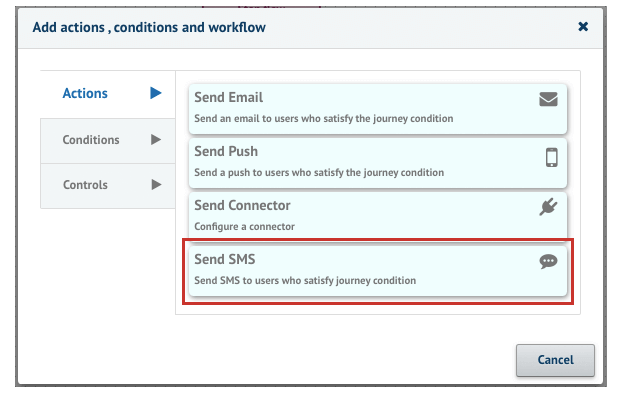 Add actions , conditions and workflow
Actions
Conditions
Controls
Send Email
Send an email to users who satisfy the journey condition
Send Push
Send a push to users who satisfy the journey condition
Send Connector
Configure a connector
Send SMS
Send SMS to users who satisfy journey condition
Cancel